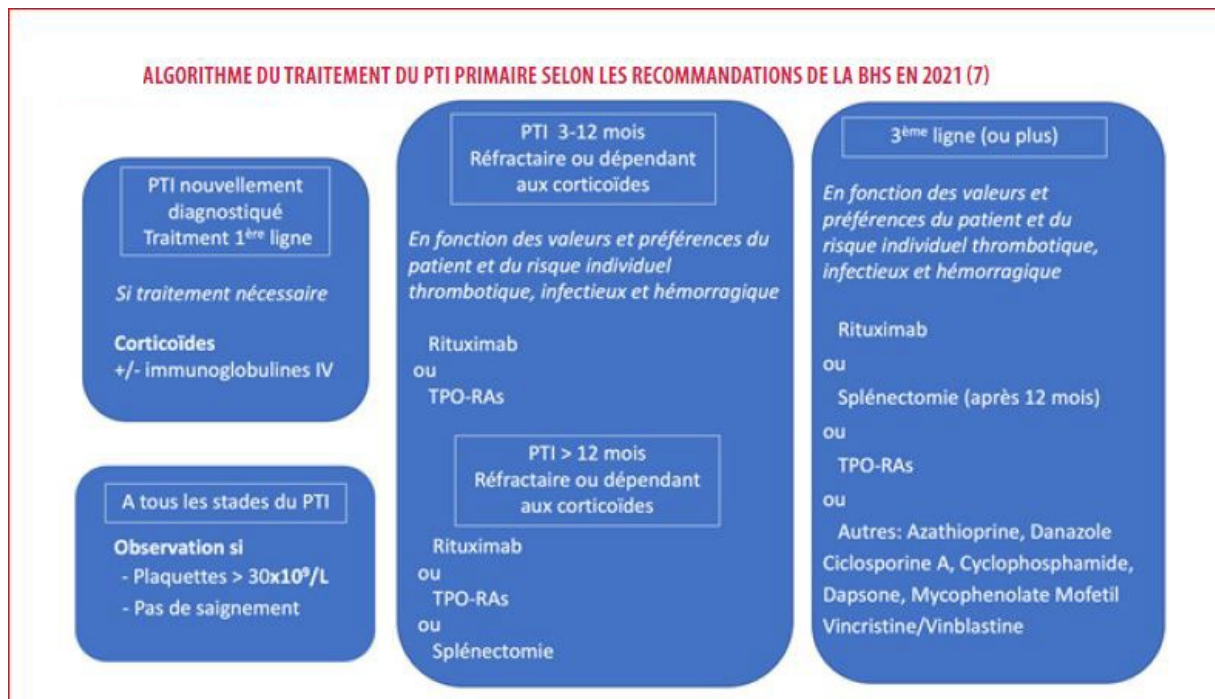 ALGORITHME DU TRAITEMENT DU PTI PRIMAIRE SELON LES RECOMMANDATIONS DE LA BHS EN 2021 (7)
PTI nouvellement
diagnostiqué
Traitment 1ère ligne
Si traitement nécessaire
Corticoïdes
+/- immunoglobulines IV
A tous les stades du PTI
Observation si
- Plaquettes > 30x10⁹/L
- Pas de saignement
PTI 3-12 mois
Réfractaire ou dépendant
aux corticoïdes
En fonction des valeurs et préférences du
patient et du risque individuel
thrombotique, infectieux et hémorragique
Rituximab
ou
TPO-RAs
PTI > 12 mois
Réfractaire ou dépendant
aux corticoïdes
Rituximab
ou
TPO-RAs
ou
Splénectomie
3ème ligne (ou plus)
En fonction des valeurs et
préférences du patient et du
risque individuel thrombotique,
infectieux et hémorragique
Rituximab
ou
Splénectomie (après 12 mois)
ou
TPO-RAs
ou
Autres: Azathioprine, Danazole
Ciclosporine A, Cyclophosphamide,
Dapsone, Mycophenolate Mofetil
Vincristine/Vinblastine